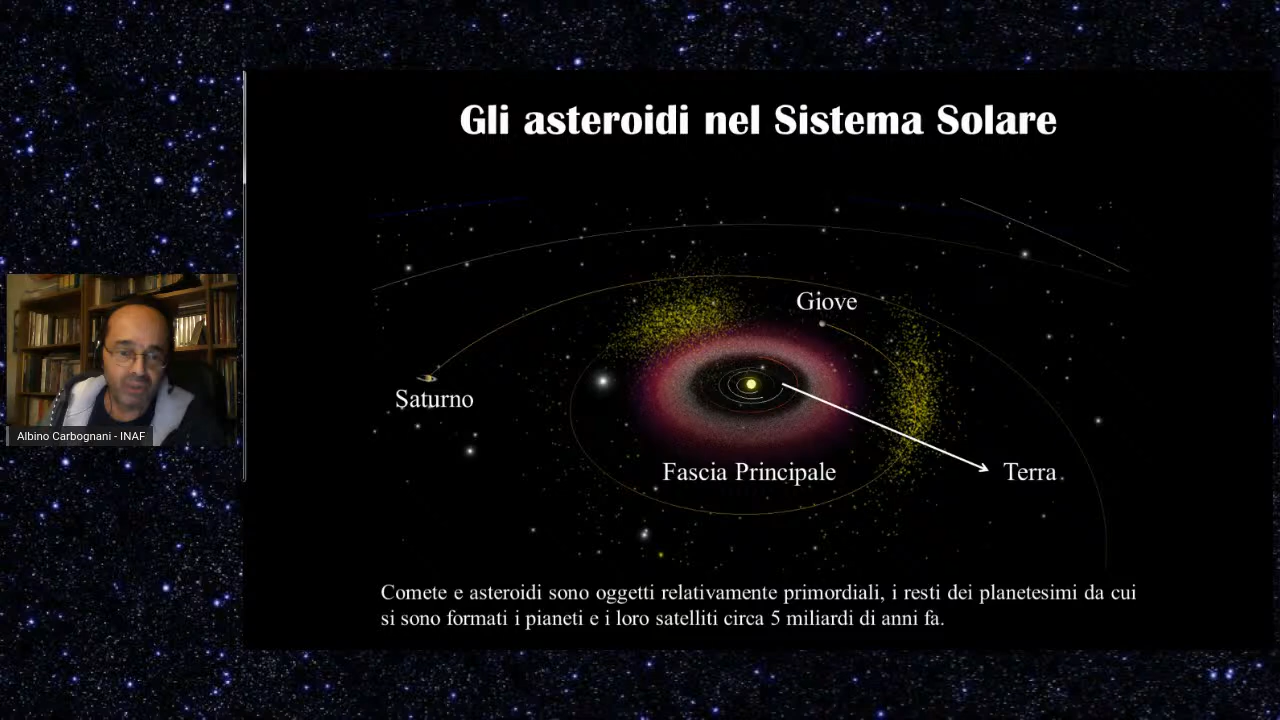 Gli asteroidi nel Sistema Solare
Giove
Saturno
Fascia Principale
Terra
Albino Carbognani - INAF
Comete e asteroidi sono oggetti relativamente primordiali, i resti dei planetesimi da cui
si sono formati i pianeti e i loro satelliti circa 5 miliardi di anni fa.